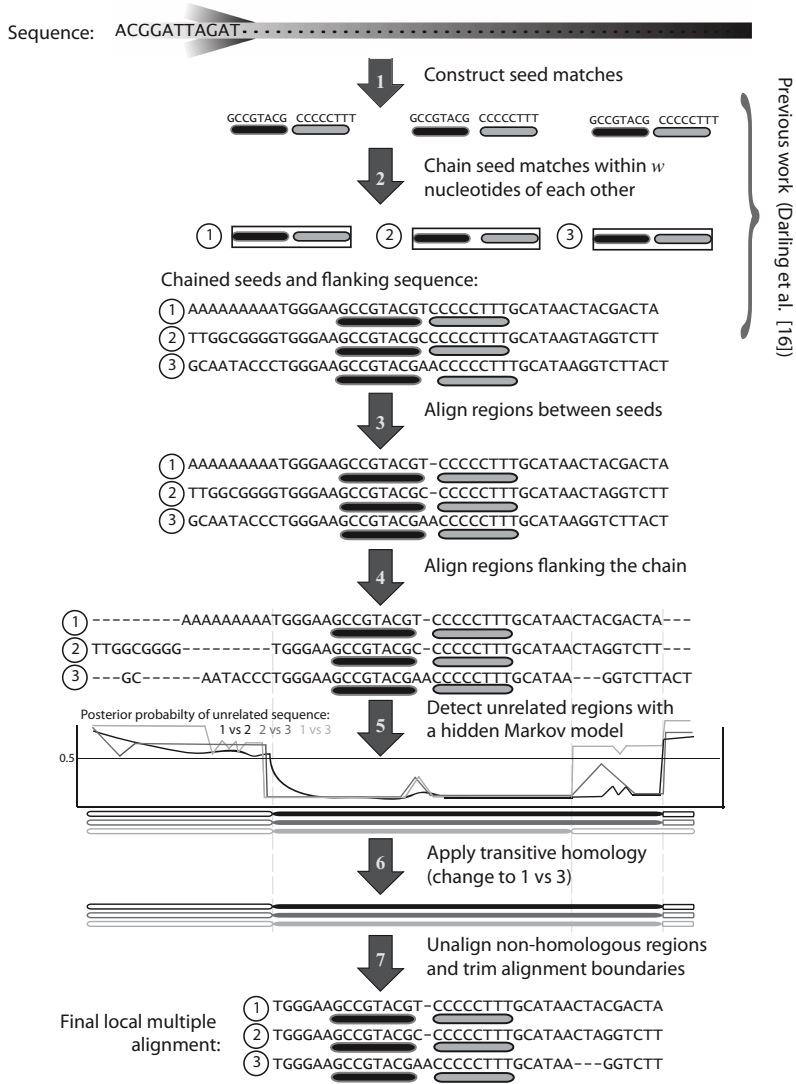 Sequence: ACGGATTAGAT
1 Construct seed matches
GCCGTACG CCCCCTTT GCCGTACG CCCCCTTT GCCGTACG CCCCCTTT
2 Chain seed matches within w
nucleotides of each other
Previous work (Darling et al. [16])
1 2 3
Chained seeds and flanking sequence:
1 AAAAAAAAATGGGAAGCCGTACGTCCCCCTTTGCATAACTACGACTA
2 TTGGCGGGGTGGGAAGCCGTACGCCCCCCTTTGCATAAGTAGGTCTT
3 GCAATACCCTGGGAAGCCGTACGAACCCCCTTTGCATAAGGTCTTACT
3 Align regions between seeds
1 AAAAAAAAATGGGAAGCCGTACGT-CCCCCTTTGCATAACTACGACTA
2 TTGGCGGGGTGGGAAGCCGTACGC-CCCCCTTTGCATAACTAGGTCTT
3 GCAATACCCTGGGAAGCCGTACGAACCCCCTTTGCATAAGGTCTTACT
4 Align regions flanking the chain
1 ---------AAAAAAAAATGGGAAGCCGTACGT-CCCCCTTTGCATAACTACGACTA---
2 TTGGCGGGG---------TGGGAAGCCGTACGC-CCCCCTTTGCATAACTAGGTCTT---
3 ---GC------AATACCCTGGGAAGCCGTACGAACCCCCTTTGCATAA---GGTCTTACT
5 Detect unrelated regions with
a hidden Markov model
Posterior probabilty of unrelated sequence:
1 vs 2 2 vs 3 1 vs 3
0.5
6 Apply transitive homology
(change to 1 vs 3)
7 Unalign non-homologous regions
and trim alignment boundaries
Final local multiple
alignment:
1 TGGGAAGCCGTACGT-CCCCCTTTGCATAACTACGACTA
2 TGGGAAGCCGTACGC-CCCCCTTTGCATAACTAGGTCTT
3 TGGGAAGCCGTACGAACCCCCTTTGCATAA---GGTCTT